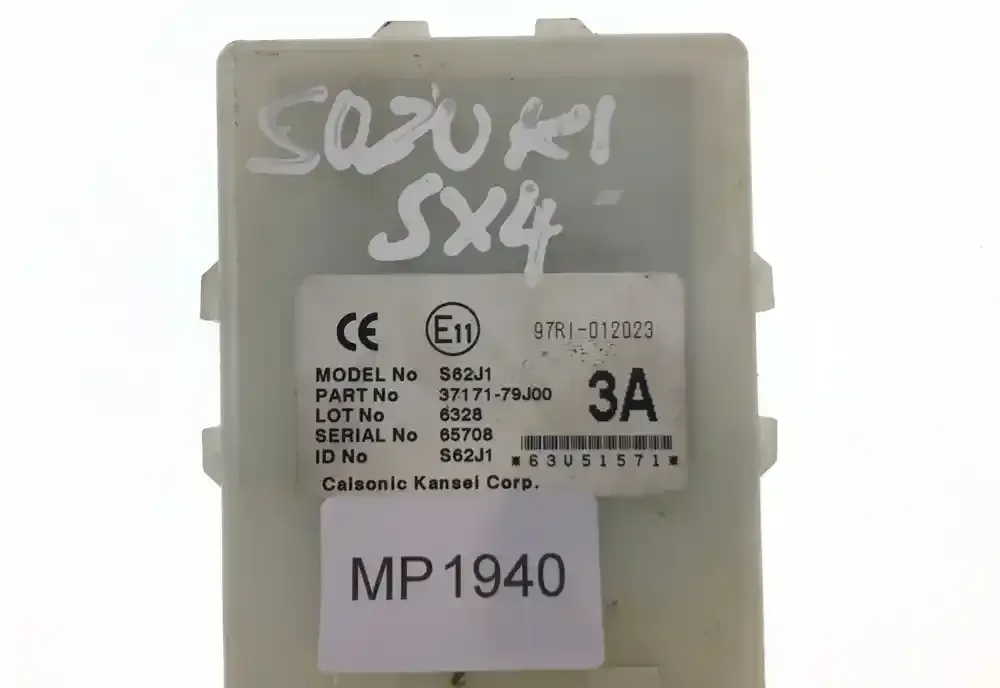 SUZUKI
SX4
CE E11 97RI-012023
MODEL No S62J1
PART No 37171-79J00
LOT No 6328
SERIAL No 65708
ID No S62J1
3A
*63U51571*
Calsonic Kansei Corp.
MP1940